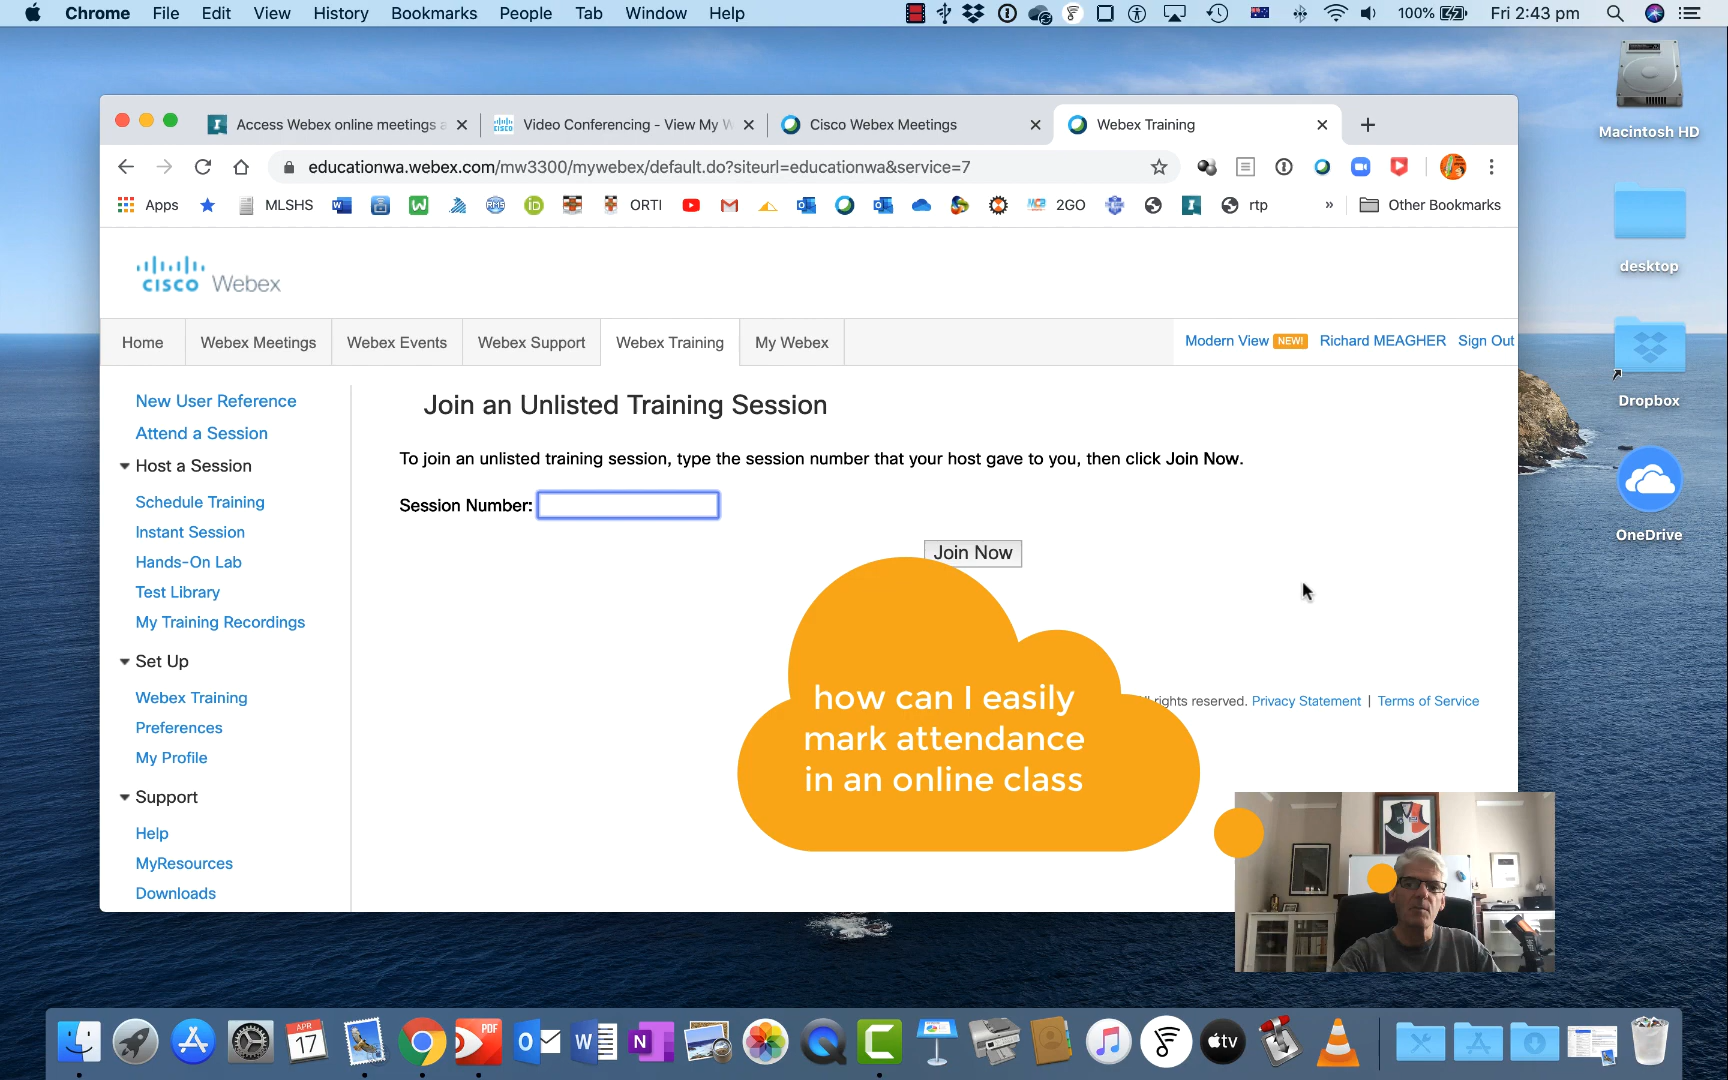 Chrome File Edit View History Bookmarks People Tab Window Help
100% Fri 2:43 pm
Macintosh HD
desktop
Dropbox
OneDrive
Access Webex online meetings
Video Conferencing - View My
Cisco Webex Meetings
Webex Training
educationwa.webex.com/mw3300/mywebex/default.do?siteurl=educationwa&service=7
Apps MLSHS ORTI 2GO rtp » Other Bookmarks
CISCO Webex
Home Webex Meetings Webex Events Webex Support Webex Training My Webex
Modern View NEW! Richard MEAGHER Sign Out
New User Reference
Attend a Session
Host a Session
Schedule Training
Instant Session
Hands-On Lab
Test Library
My Training Recordings
Set Up
Webex Training
Preferences
My Profile
Support
Help
MyResources
Downloads
Join an Unlisted Training Session
To join an unlisted training session, type the session number that your host gave to you, then click Join Now.
Session Number:
Join Now
rights reserved. Privacy Statement | Terms of Service
how can I easily
mark attendance
in an online class
APR
17
PDF
tv